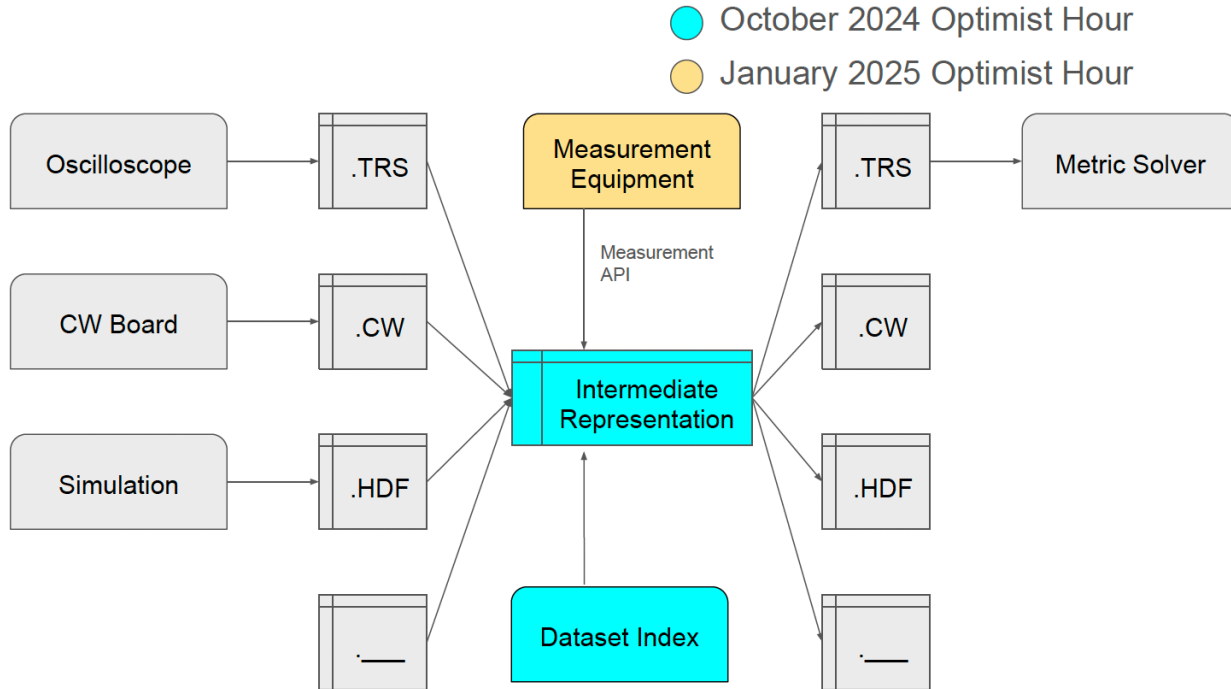 October 2024 Optimist Hour
January 2025 Optimist Hour
Oscilloscope
.TRS
Measurement
Equipment
.TRS
Metric Solver
Measurement
API
CW Board
.CW
.CW
Intermediate
Representation
Simulation
.HDF
.HDF
.___
Dataset Index
.___